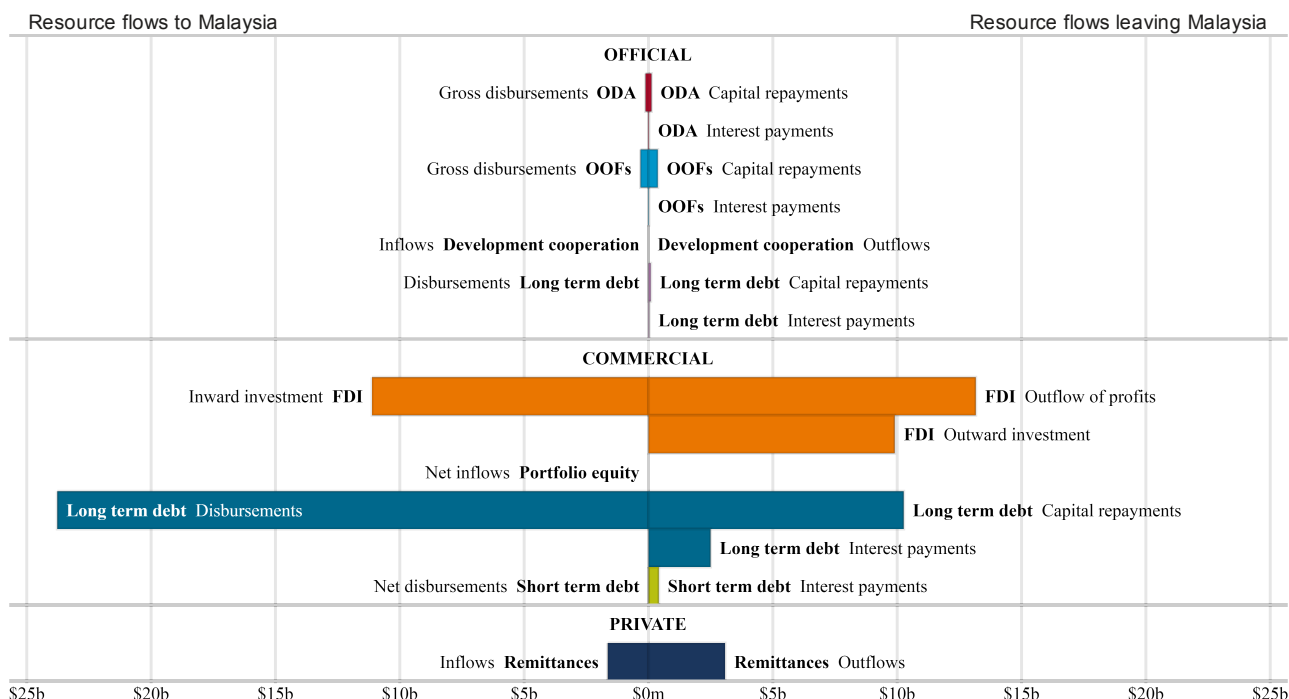 Resource flows to Malaysia Resource flows leaving Malaysia
OFFICIAL
Gross disbursements ODA ODA Capital repayments
ODA Interest payments
Gross disbursements OOFs OOFs Capital repayments
OOFs Interest payments
Inflows Development cooperation Development cooperation Outflows
Disbursements Long term debt Long term debt Capital repayments
Long term debt Interest payments
COMMERCIAL
Inward investment FDI FDI Outflow of profits
FDI Outward investment
Net inflows Portfolio equity
Long term debt Disbursements Long term debt Capital repayments
Long term debt Interest payments
Net disbursements Short term debt Short term debt Interest payments
PRIVATE
Inflows Remittances Remittances Outflows
$25b $20b $15b $10b $5b $0m $5b $10b $15b $20b $25b